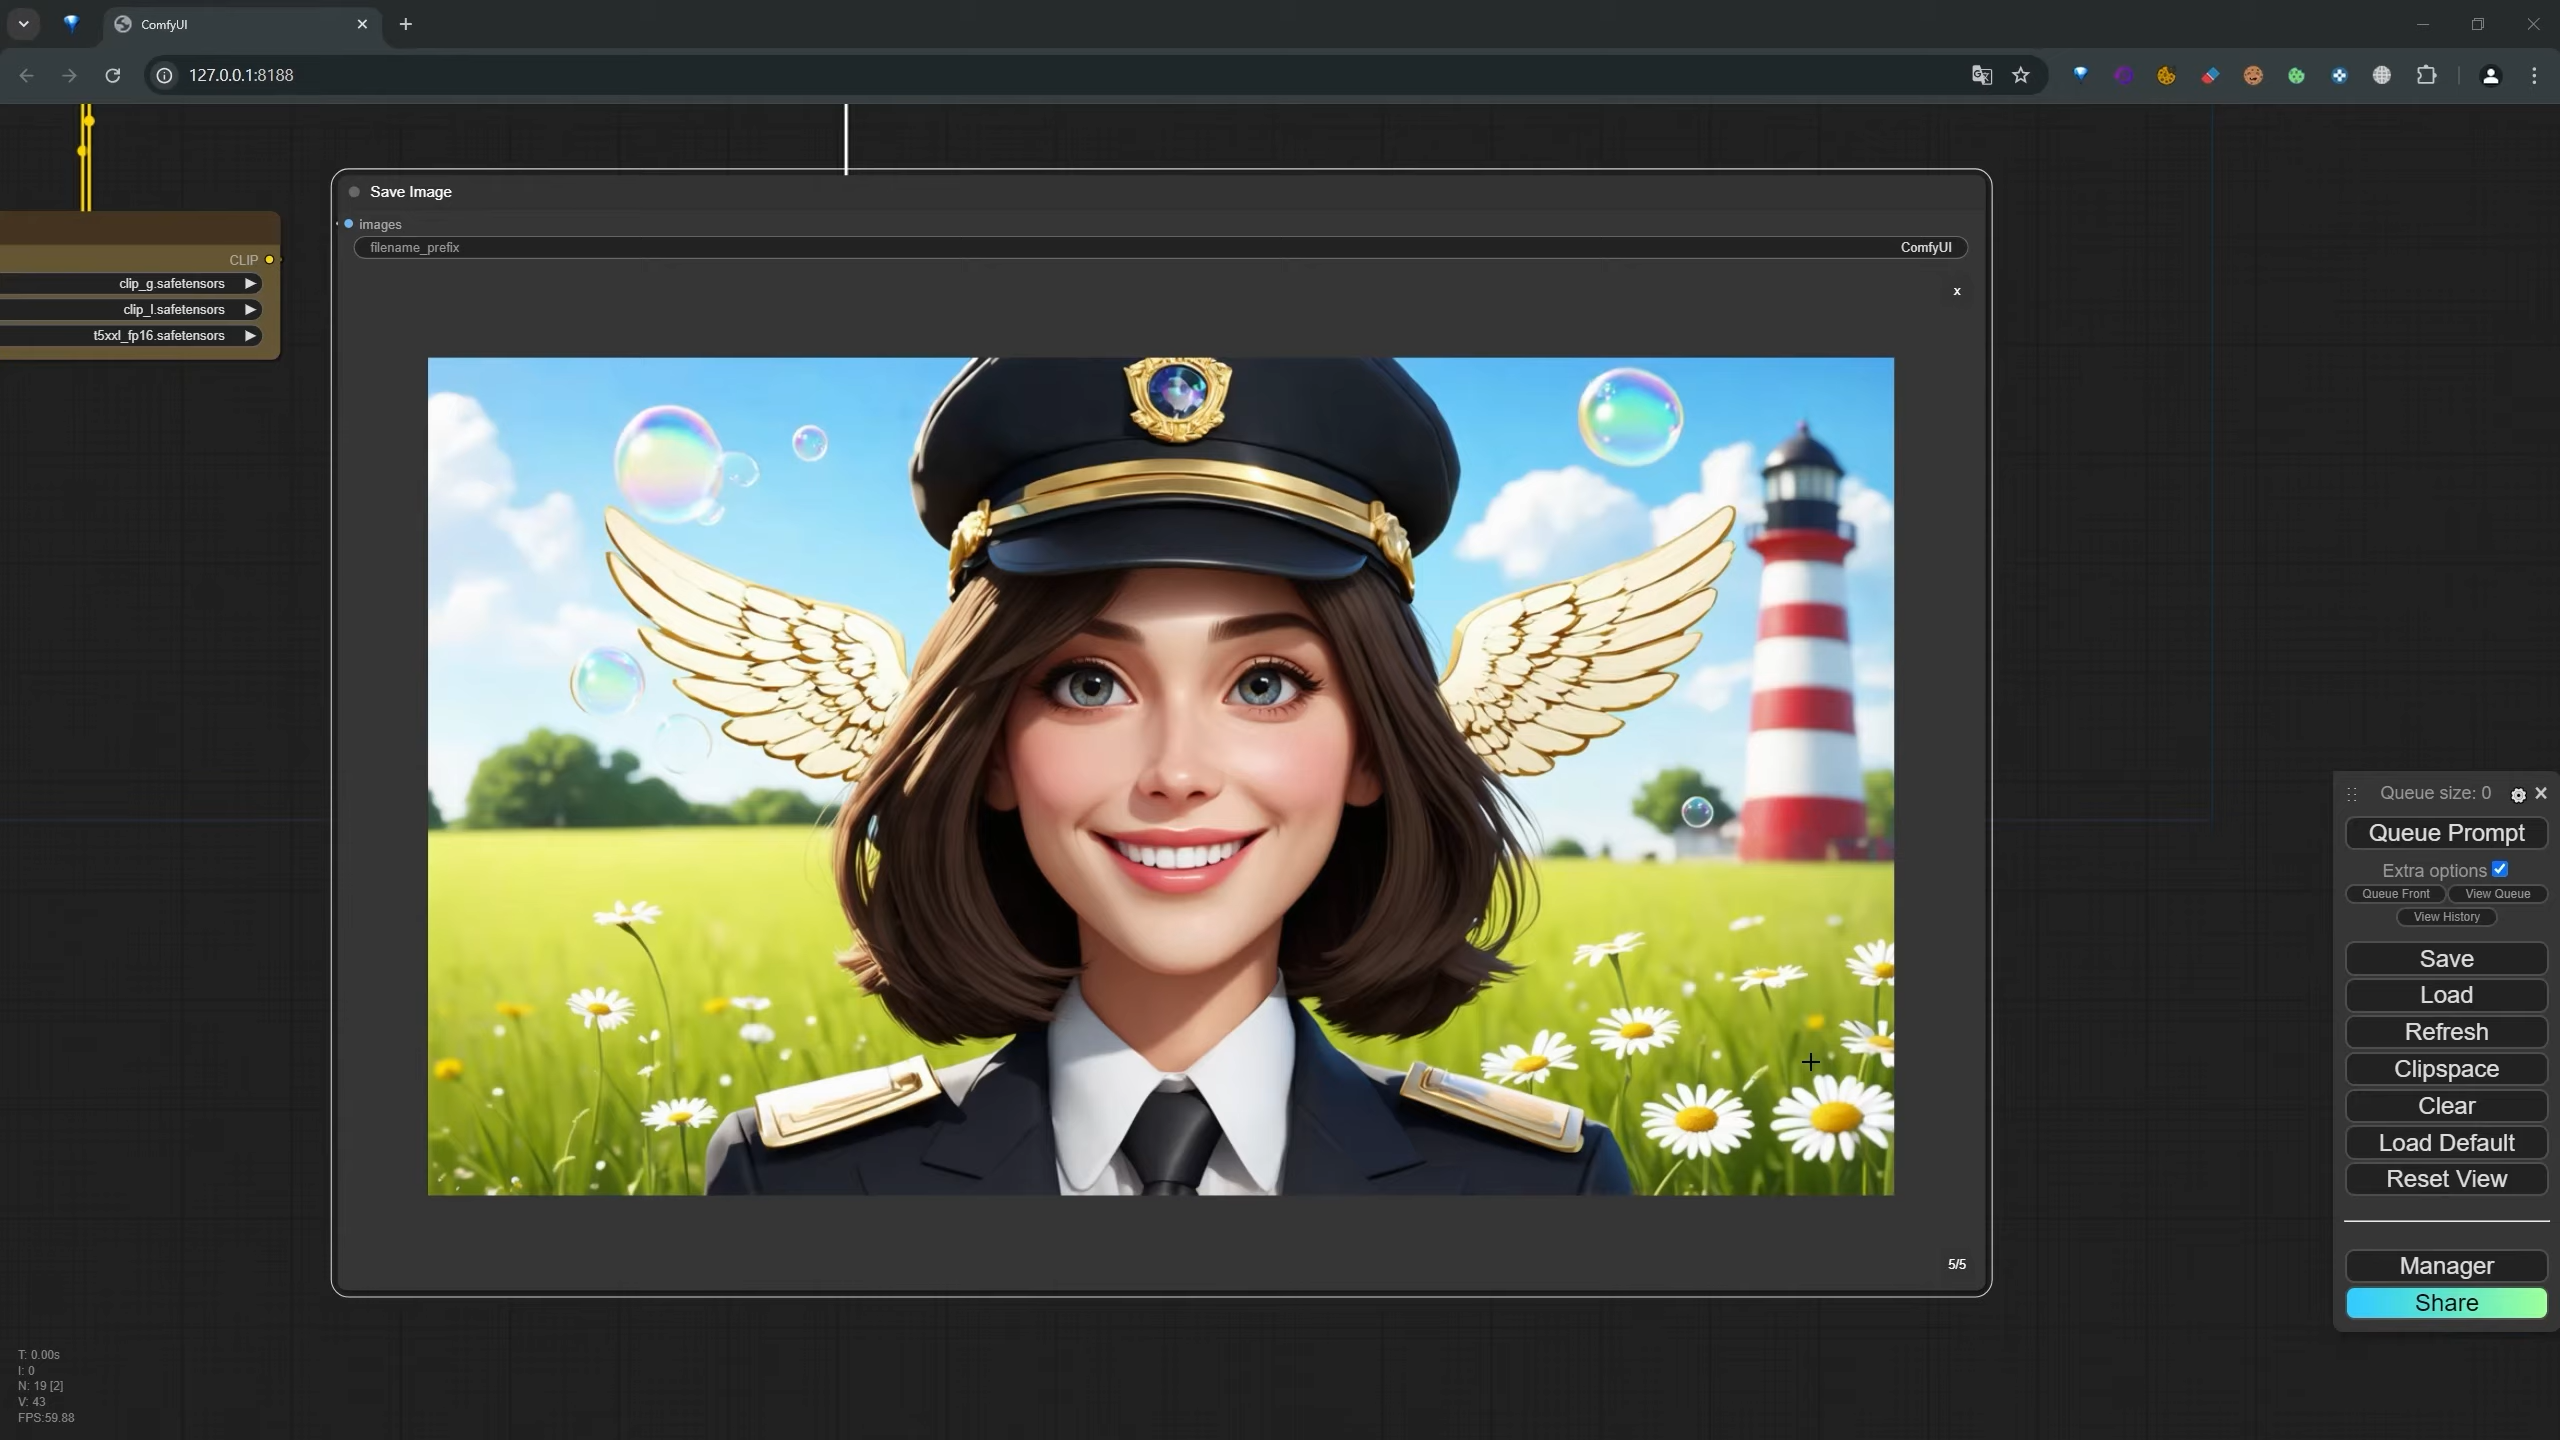 ComfyUI
127.0.0.1:8188
Save Image
images
filename_prefix ComfyUI
x
CLIP
clip_g.safetensors
clip_l.safetensors
t5xxl_fp16.safetensors
5/5
Queue size: 0
Queue Prompt
Extra options
Queue Front View Queue
View History
Save
Load
Refresh
Clipspace
Clear
Load Default
Reset View
Manager
Share
T: 0.00s
I: 0
N: 19 [2]
V: 43
FPS:59.88